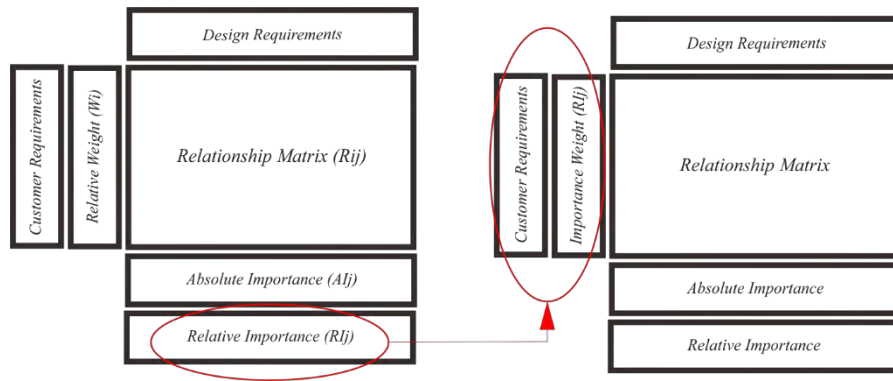 Design Requirements
Customer Requirements
Relative Weight (Wi)
Relationship Matrix (Rij)
Absolute Importance (AIj)
Relative Importance (RIj)
Design Requirements
Customer Requirements
Importance Weight (RIj)
Relationship Matrix
Absolute Importance
Relative Importance